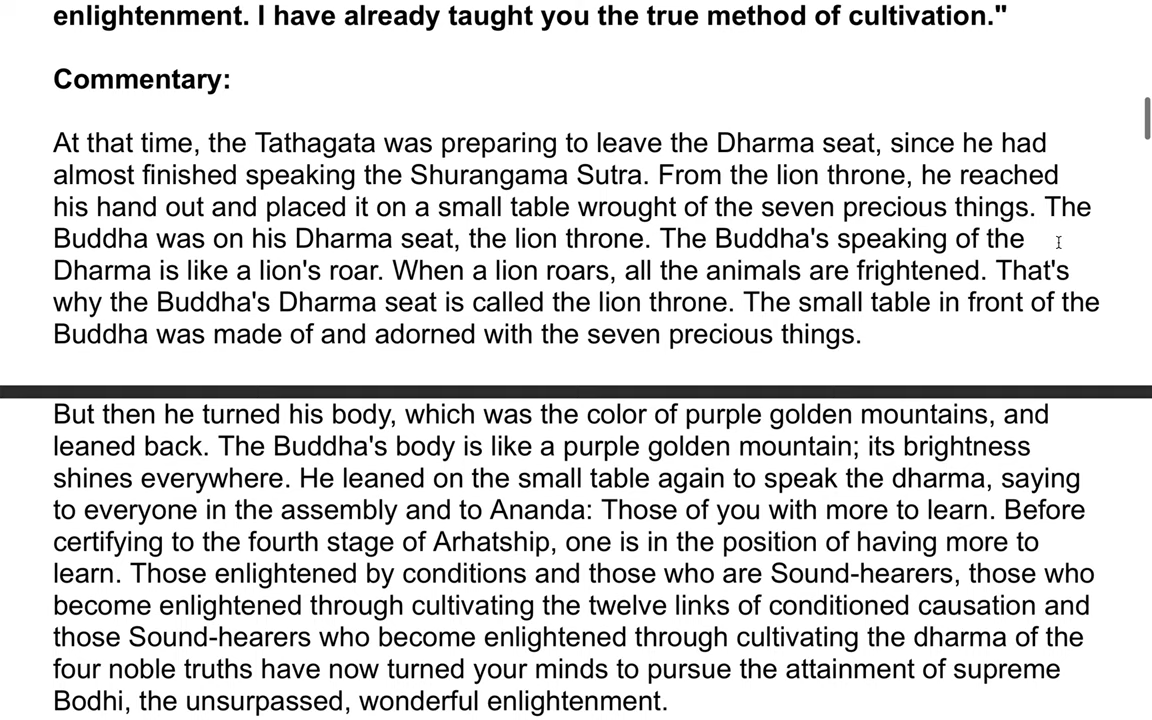 enlightenment. I have already taught you the true method of cultivation."
Commentary:
At that time, the Tathagata was preparing to leave the Dharma seat, since he had
almost finished speaking the Shurangama Sutra. From the lion throne, he reached
his hand out and placed it on a small table wrought of the seven precious things. The
Buddha was on his Dharma seat, the lion throne. The Buddha's speaking of the
Dharma is like a lion's roar. When a lion roars, all the animals are frightened. That's
why the Buddha's Dharma seat is called the lion throne. The small table in front of the
Buddha was made of and adorned with the seven precious things.
But then he turned his body, which was the color of purple golden mountains, and
leaned back. The Buddha's body is like a purple golden mountain; its brightness
shines everywhere. He leaned on the small table again to speak the dharma, saying
to everyone in the assembly and to Ananda: Those of you with more to learn. Before
certifying to the fourth stage of Arhatship, one is in the position of having more to
learn. Those enlightened by conditions and those who are Sound-hearers, those who
become enlightened through cultivating the twelve links of conditioned causation and
those Sound-hearers who become enlightened through cultivating the dharma of the
four noble truths have now turned your minds to pursue the attainment of supreme
Bodhi, the unsurpassed, wonderful enlightenment.